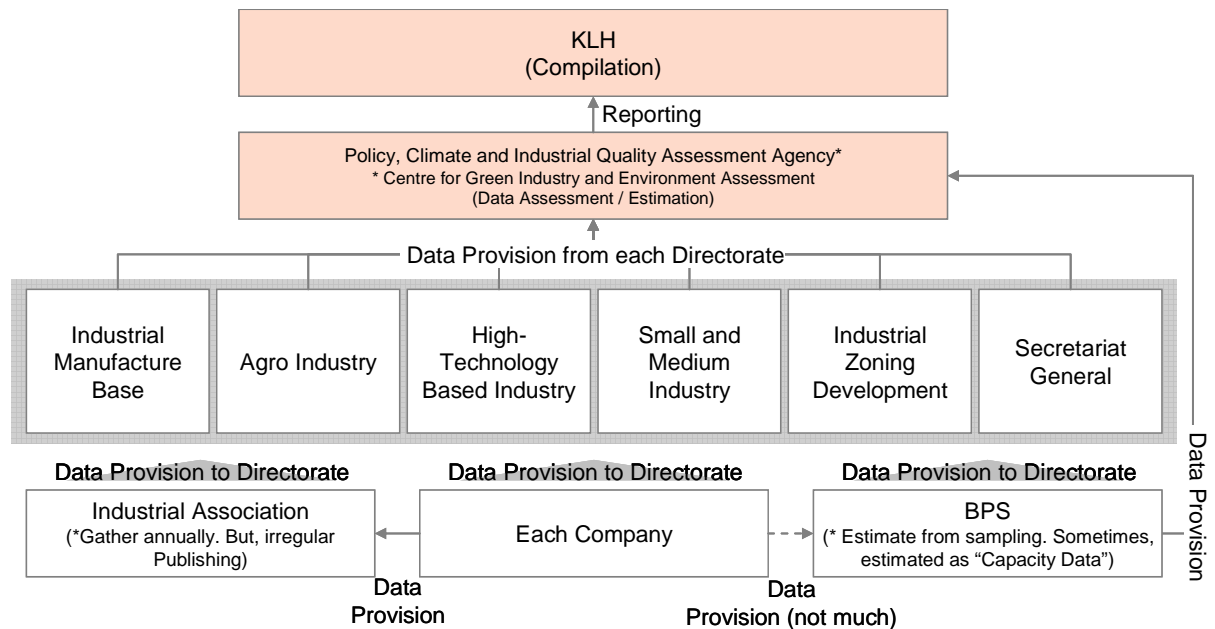 KLH
(Compilation)
Reporting
Policy, Climate and Industrial Quality Assessment Agency*
* Centre for Green Industry and Environment Assessment
(Data Assessment / Estimation)
Data Provision from each Directorate
Industrial
Manufacture
Base
Agro Industry
High-
Technology
Based Industry
Small and
Medium
Industry
Industrial
Zoning
Development
Secretariat
General
Data Provision
Data Provision to Directorate
Data Provision to Directorate
Data Provision to Directorate
Industrial Association
(*Gather annually. But, irregular
Publishing)
Each Company
BPS
(* Estimate from sampling. Sometimes,
estimated as “Capacity Data”)
Data
Provision
Data
Provision (not much)